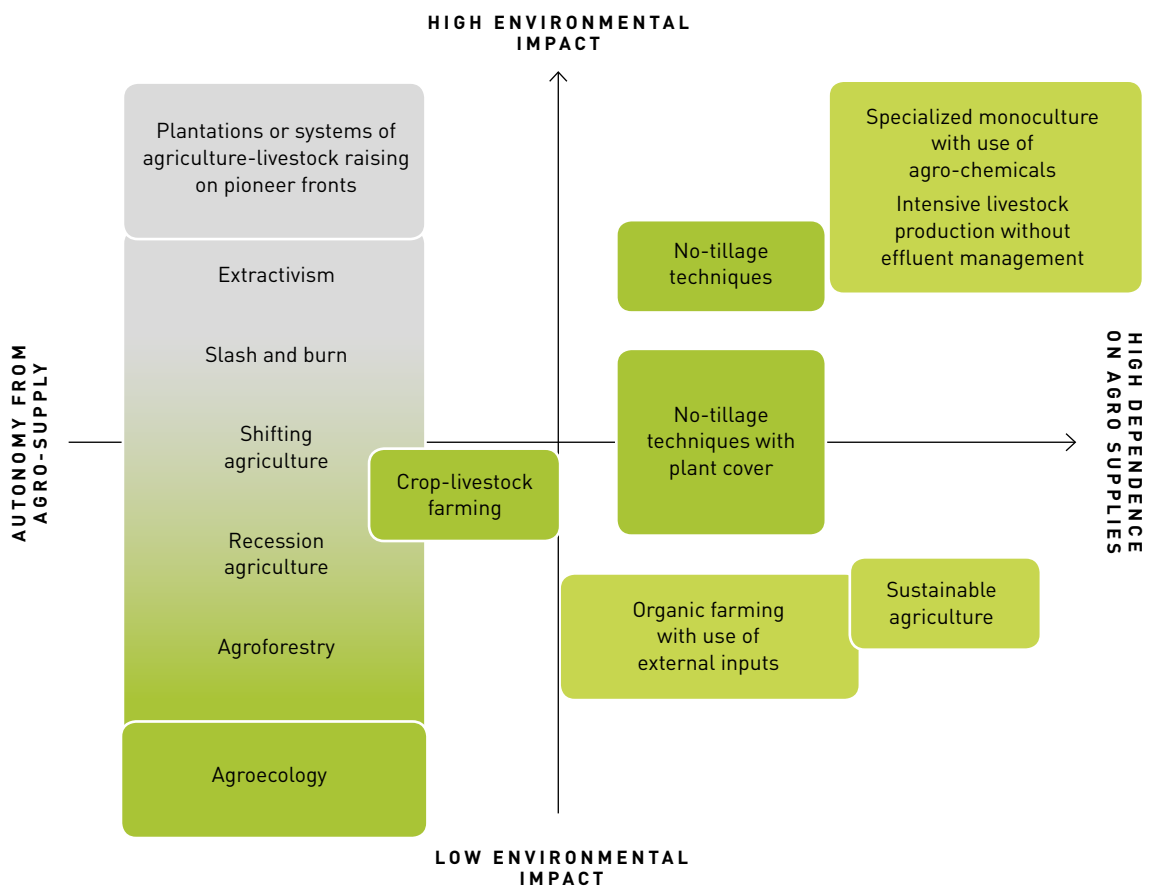 HIGH ENVIRONMENTAL
IMPACT
Plantations or systems of
agriculture-livestock raising
on pioneer fronts
Extractivism
Slash and burn
Shifting
agriculture
Recession
agriculture
Agroforestry
Agroecology
Crop-livestock
farming
No-tillage
techniques
No-tillage
techniques with
plant cover
Specialized monoculture
with use of
agro-chemicals
Intensive livestock
production without
effluent management
Organic farming
with use of
external inputs
Sustainable
agriculture
AUTONOMY FROM
AGRO-SUPPLY
HIGH DEPENDENCE
ON AGRO SUPPLIES
LOW ENVIRONMENTAL
IMPACT